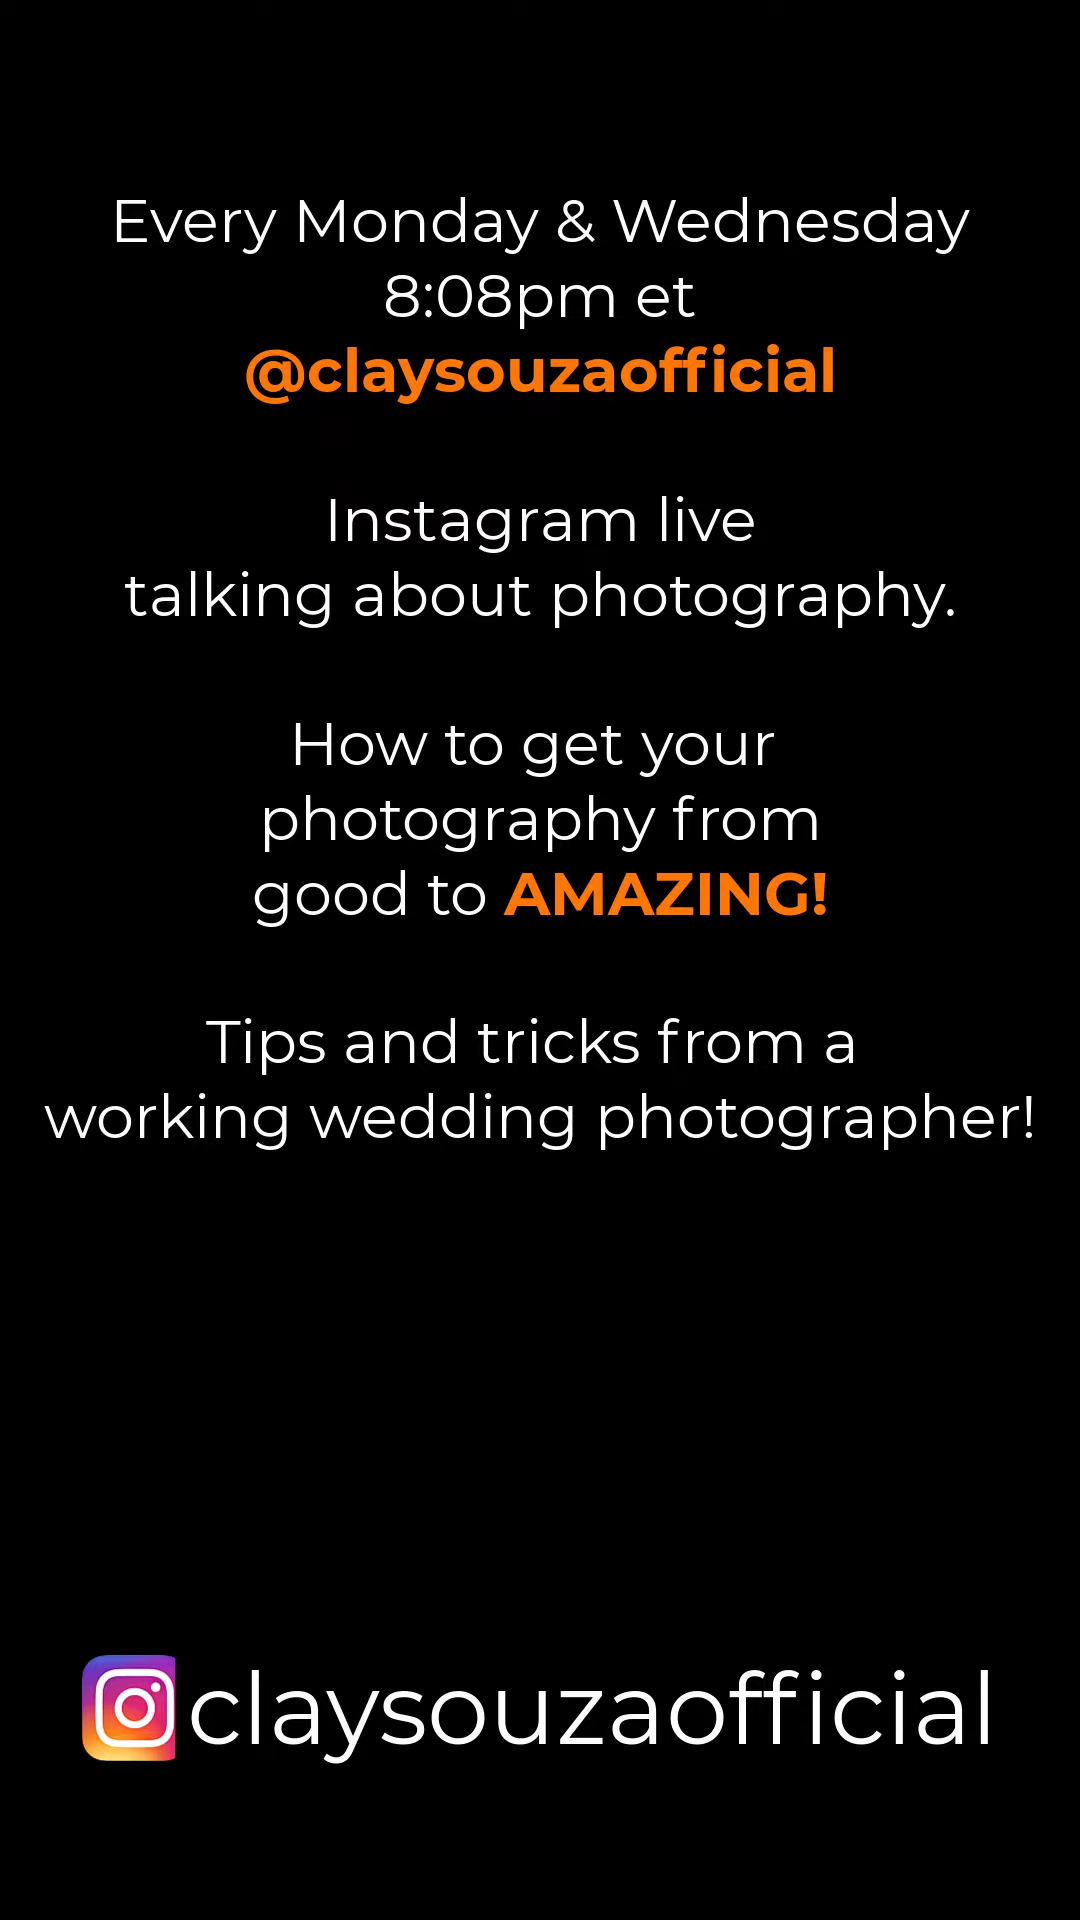 Every Monday & Wednesday
8:08pm et
@claysouzaofficial
Instagram live
talking about photography.
How to get your
photography from
good to AMAZING!
Tips and tricks from a
working wedding photographer!
claysouzaofficial